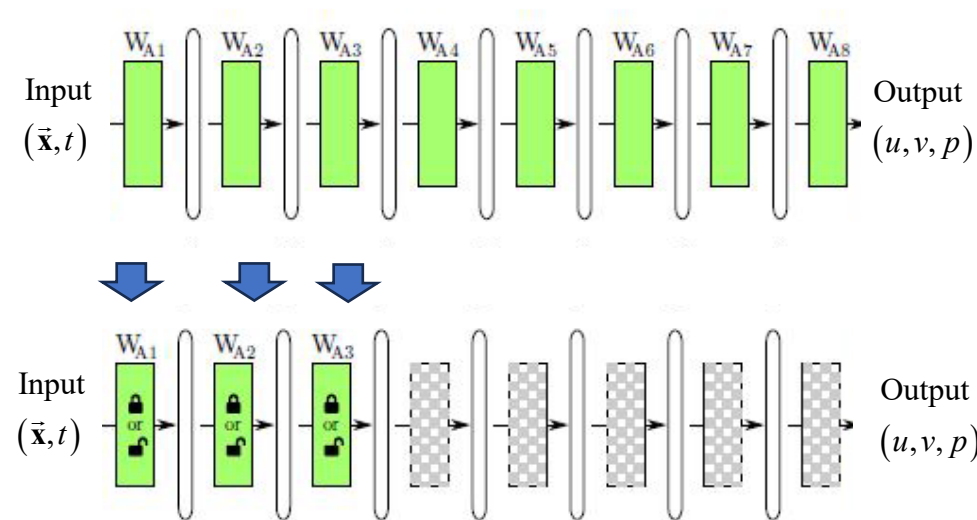 W_A1 W_A2 W_A3 W_A4 W_A5 W_A6 W_A7 W_A8
Input Output
(x⃗,t) (u,v,p)
W_A1 W_A2 W_A3
Input Output
or or or
(x⃗,t) (u,v,p)